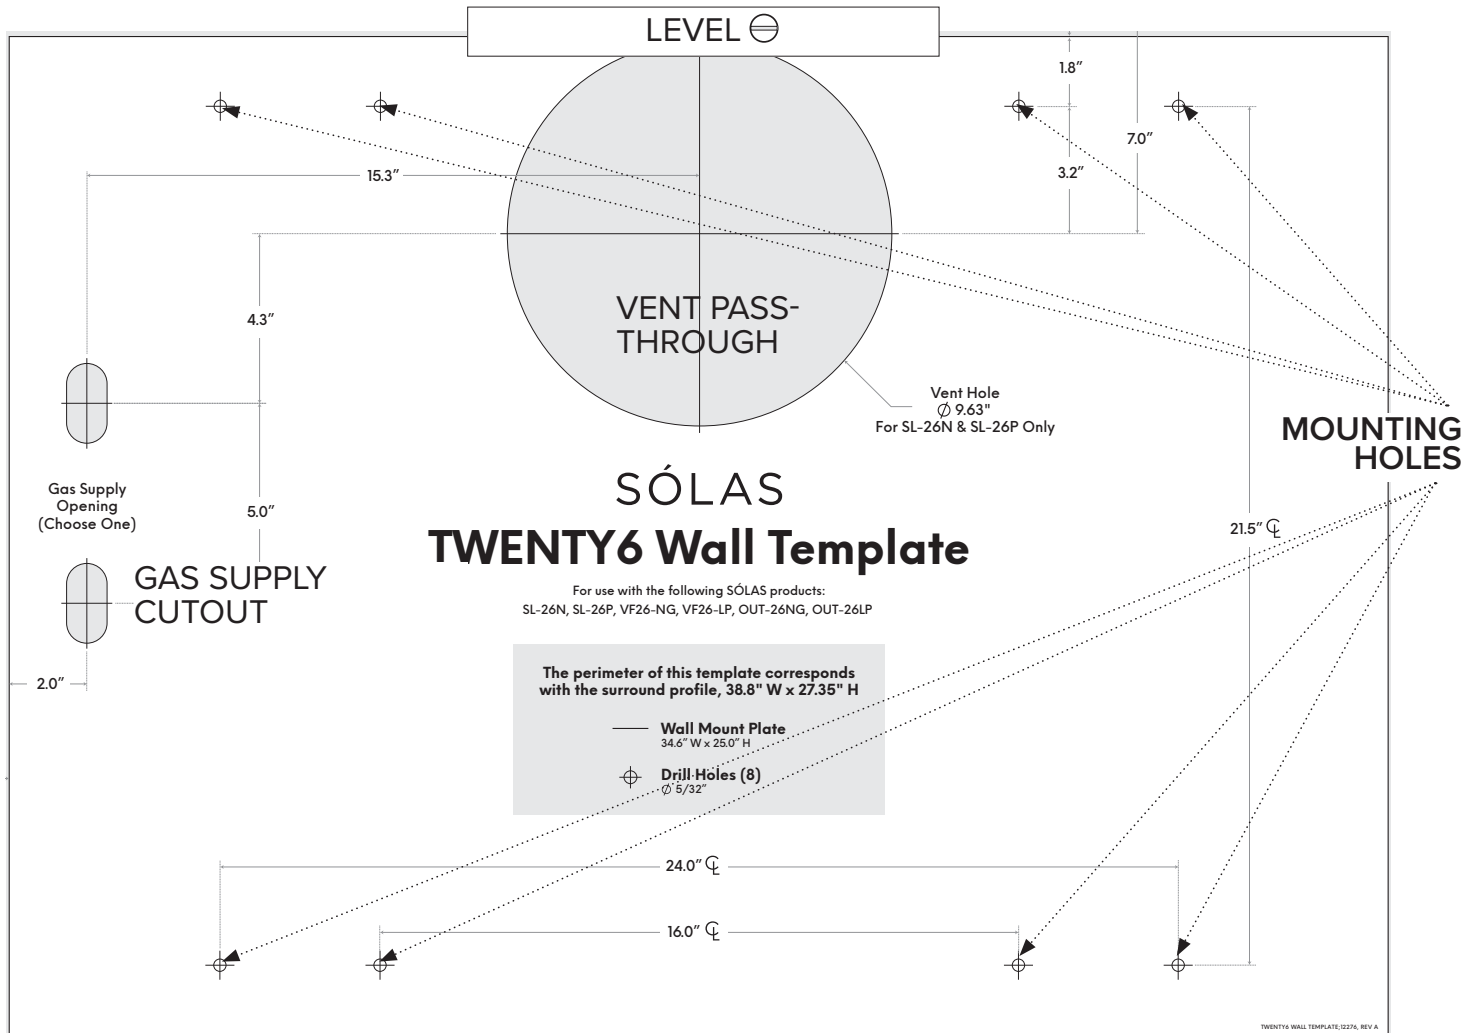 LEVEL
1.8"
7.0"
15.3"
3.2"
4.3"
VENT PASS-
THROUGH
Vent Hole
Ø 9.63"
For SL-26N & SL-26P Only
MOUNTING
HOLES
Gas Supply
Opening
(Choose One)
5.0"
SÓLAS
21.5" ℄
TWENTY6 Wall Template
GAS SUPPLY
CUTOUT
For use with the following SÓLAS products:
SL-26N, SL-26P, VF26-NG, VF26-LP, OUT-26NG, OUT-26LP
2.0"
The perimeter of this template corresponds
with the surround profile, 38.8" W x 27.35" H
Wall Mount Plate
34.6" W x 25.0" H
Drill Holes (8)
Ø 5/32"
24.0" ℄
16.0" ℄
TWENTY6 WALL TEMPLATE;12276, REV A